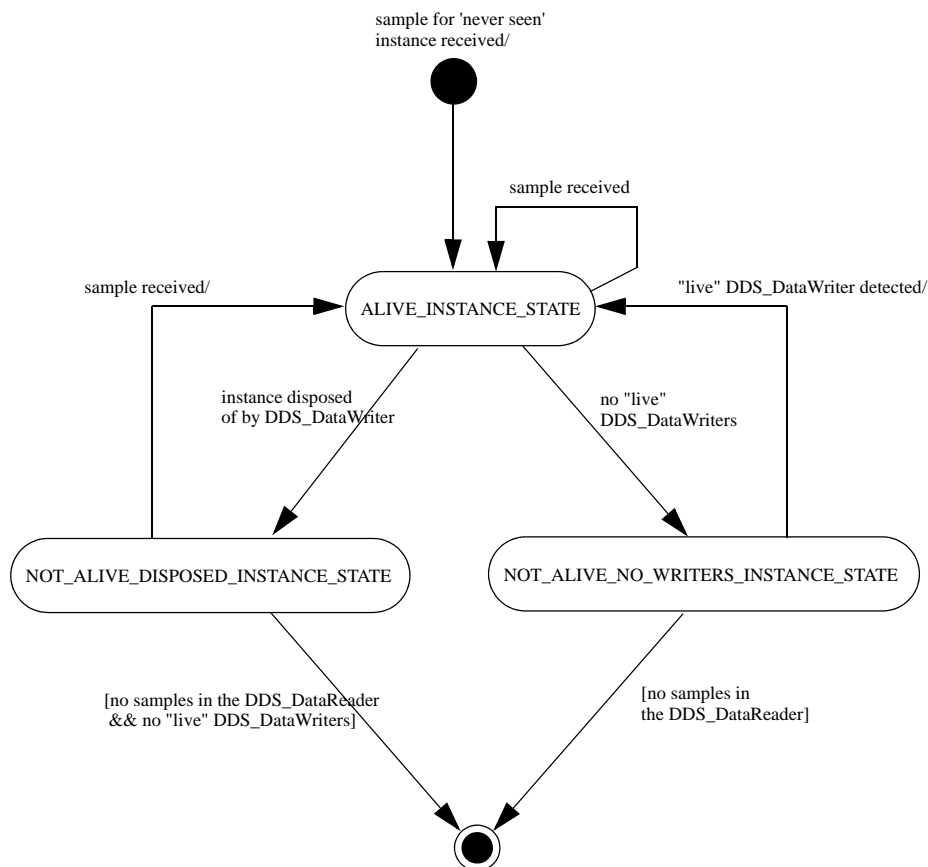 sample for 'never seen'
instance received/
sample received
sample received/
"live" DDS_DataWriter detected/
ALIVE_INSTANCE_STATE
instance disposed
of by DDS_DataWriter
no "live"
DDS_DataWriters
NOT_ALIVE_DISPOSED_INSTANCE_STATE
NOT_ALIVE_NO_WRITERS_INSTANCE_STATE
[no samples in the DDS_DataReader
&& no "live" DDS_DataWriters]
[no samples in
the DDS_DataReader]